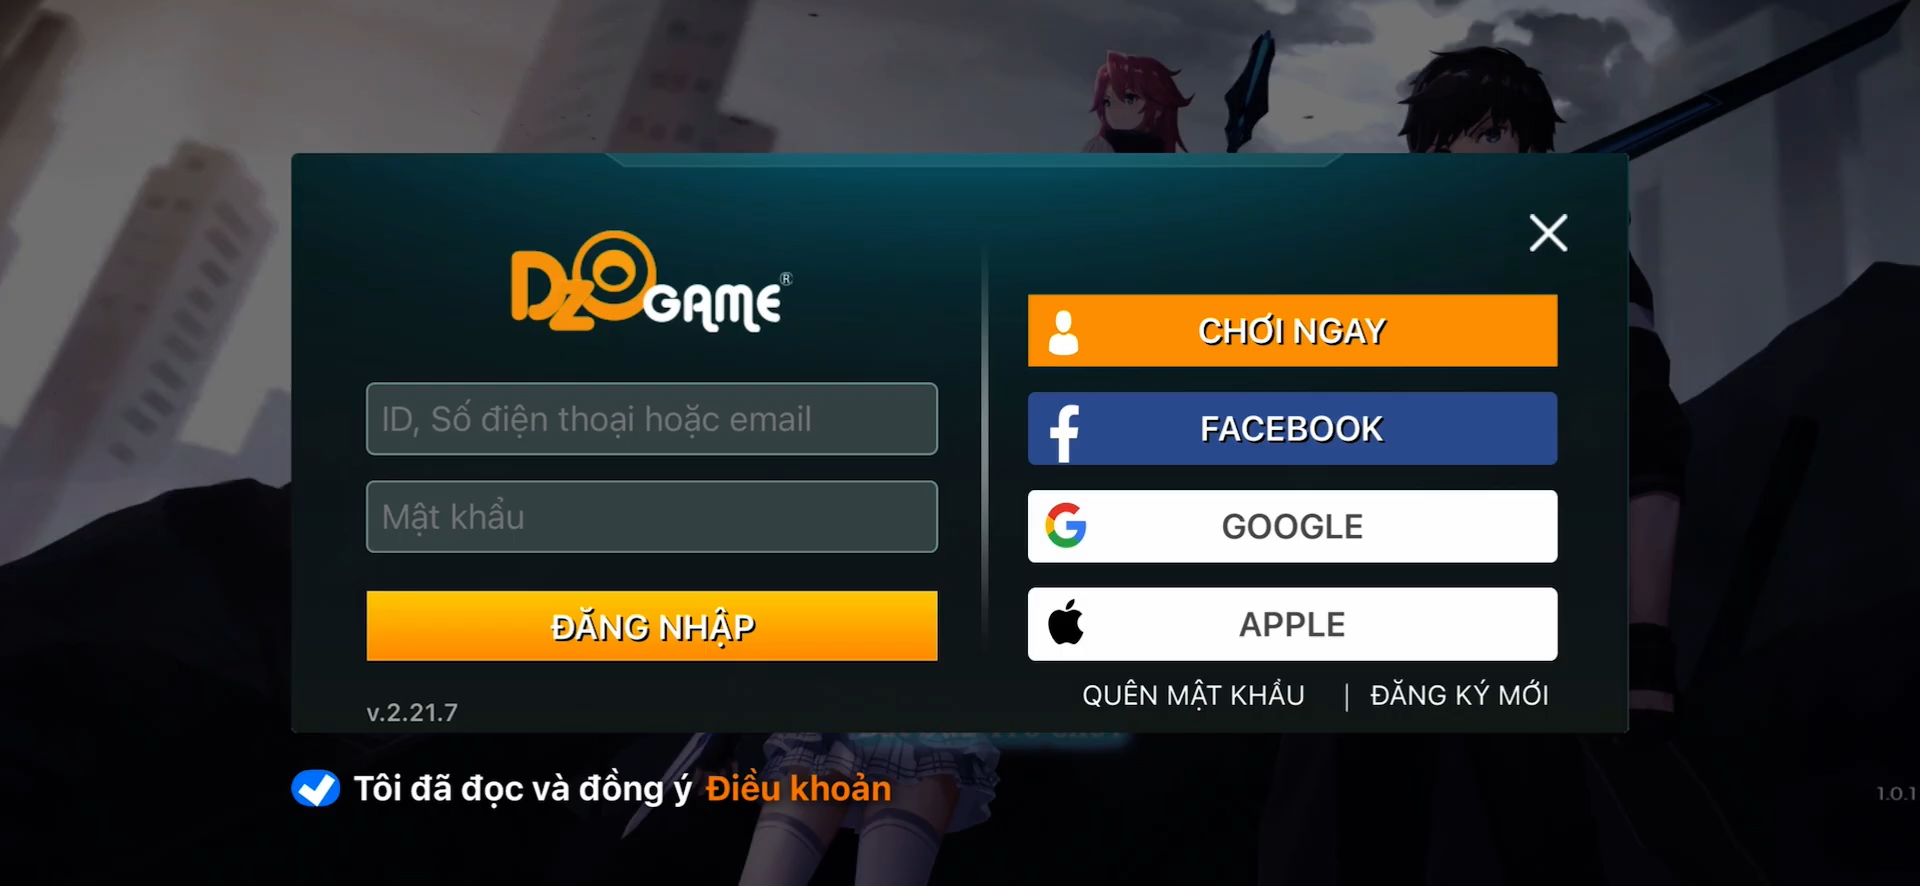 DzoGAME®
ID, Số điện thoại hoặc email
Mật khẩu
ĐĂNG NHẬP
v.2.21.7
CHƠI NGAY
FACEBOOK
GOOGLE
APPLE
QUÊN MẬT KHẨU | ĐĂNG KÝ MỚI
Tôi đã đọc và đồng ý Điều khoản
1.0.1